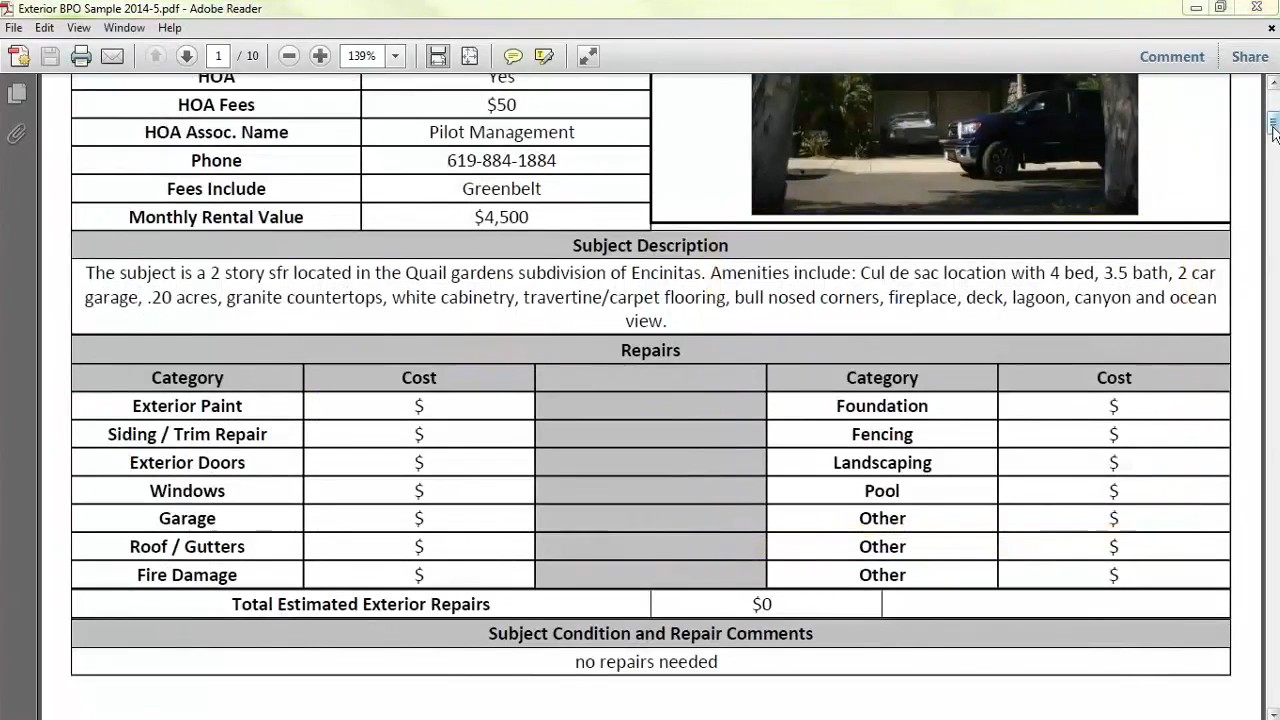 Exterior BPO Sample 2014-5.pdf - Adobe Reader
File Edit View Window Help
1 / 10 139% Comment Share
HOA Yes
HOA Fees $50
HOA Assoc. Name Pilot Management
Phone 619-884-1884
Fees Include Greenbelt
Monthly Rental Value $4,500
Subject Description
The subject is a 2 story sfr located in the Quail gardens subdivision of Encinitas. Amenities include: Cul de sac location with 4 bed, 3.5 bath, 2 car
garage, .20 acres, granite countertops, white cabinetry, travertine/carpet flooring, bull nosed corners, fireplace, deck, lagoon, canyon and ocean
view.
Repairs
Category Cost Category Cost
Exterior Paint $ Foundation $
Siding / Trim Repair $ Fencing $
Exterior Doors $ Landscaping $
Windows $ Pool $
Garage $ Other $
Roof / Gutters $ Other $
Fire Damage $ Other $
Total Estimated Exterior Repairs $0
Subject Condition and Repair Comments
no repairs needed